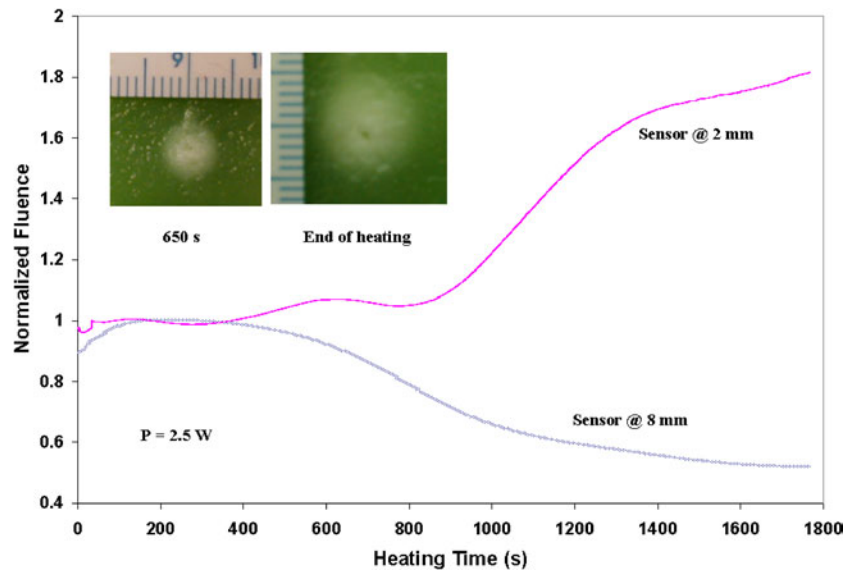 2
1.8
1.6
1.4
1.2
1
0.8
0.6
0.4
Normalized Fluence
9
1
650 s
End of heating
Sensor @ 2 mm
Sensor @ 8 mm
P = 2.5 W
0 200 400 600 800 1000 1200 1400 1600 1800
Heating Time (s)